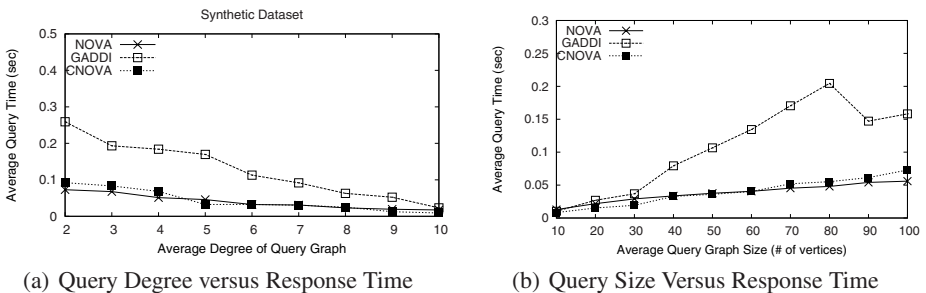 Synthetic Dataset
0.5
0.4
0.3
0.2
0.1
0
2 3 4 5 6 7 8 9 10
Average Query Time (sec)
Average Degree of Query Graph
NOVA
GADDI
CNOVA
(a) Query Degree versus Response Time
0.3
0.25
0.2
0.15
0.1
0.05
0
10 20 30 40 50 60 70 80 90 100
Average Query Time (sec)
Average Query Graph Size (# of vertices)
NOVA
GADDI
CNOVA
(b) Query Size Versus Response Time